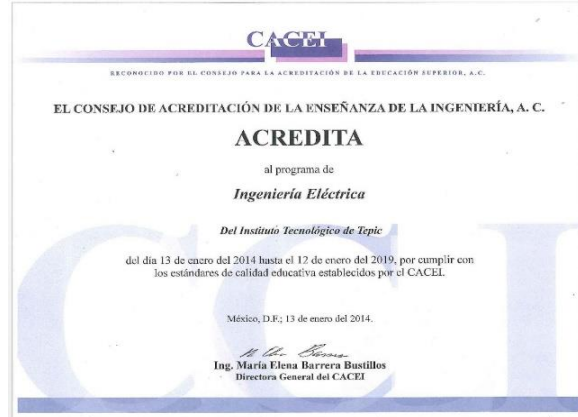 CACEI
RECONOCIDO POR EL CONSEJO PARA LA ACREDITACIÓN DE LA EDUCACIÓN SUPERIOR, A.C.
EL CONSEJO DE ACREDITACIÓN DE LA ENSEÑANZA DE LA INGENIERÍA, A. C.
ACREDITA
al programa de
Ingeniería Eléctrica
Del Instituto Tecnológico de Tepic
del día 13 de enero del 2014 hasta el 12 de enero del 2019, por cumplir con
los estándares de calidad educativa establecidos por el CACEI.
México, D.F.; 13 de enero del 2014.
Ing. María Elena Barrera Bustillos
Directora General del CACEI